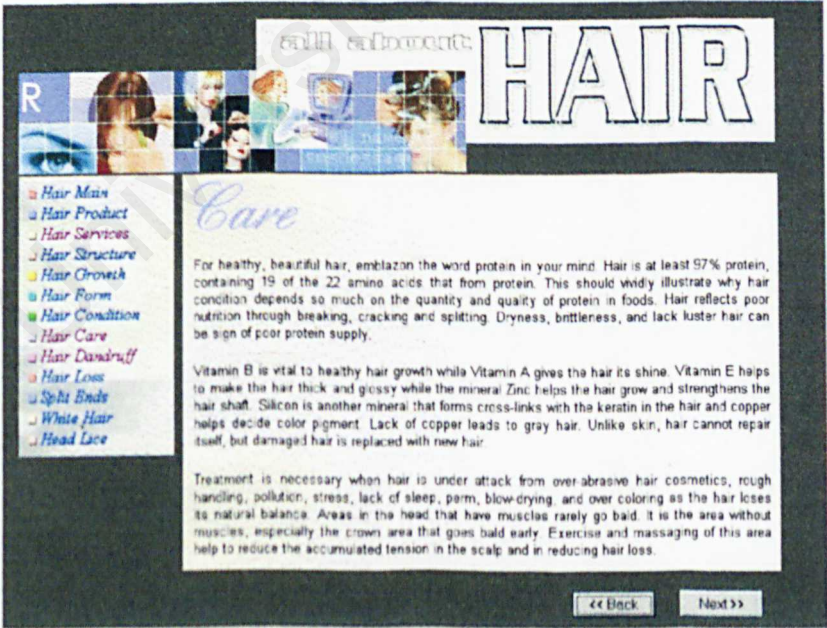 all about HAIR
R
Hair Main
Hair Product
Hair Services
Hair Structure
Hair Growth
Hair Form
Hair Condition
Hair Care
Hair Dandruff
Hair Loss
Split Ends
White Hair
Head Lice
Care
For healthy, beautiful hair, emblazon the word protein in your mind. Hair is at least 97% protein,
containing 19 of the 22 amino acids that from protein. This should vividly illustrate why hair
condition depends so much on the quantity and quality of protein in foods. Hair reflects poor
nutrition through breaking, cracking and splitting. Dryness, brittleness, and lack luster hair can
be sign of poor protein supply.
Vitamin B is vital to healthy hair growth while Vitamin A gives the hair its shine. Vitamin E helps
to make the hair thick and glossy while the mineral Zinc helps the hair grow and strengthens the
hair shaft. Silicon is another mineral that forms cross-links with the keratin in the hair and copper
helps decide color pigment. Lack of copper leads to gray hair. Unlike skin, hair cannot repair
itself, but damaged hair is replaced with new hair.
Treatment is necessary when hair is under attack from over-abrasive hair cosmetics, rough
handling, pollution, stress, lack of sleep, perm, blow-drying, and over coloring as the hair loses
its natural balance. Areas in the head that have muscles rarely go bald. It is the area without
muscles, especially the crown area that goes bald early. Exercise and massaging of this area
help to reduce the accumulated tension in the scalp and in reducing hair loss.
<< Back
Next >>